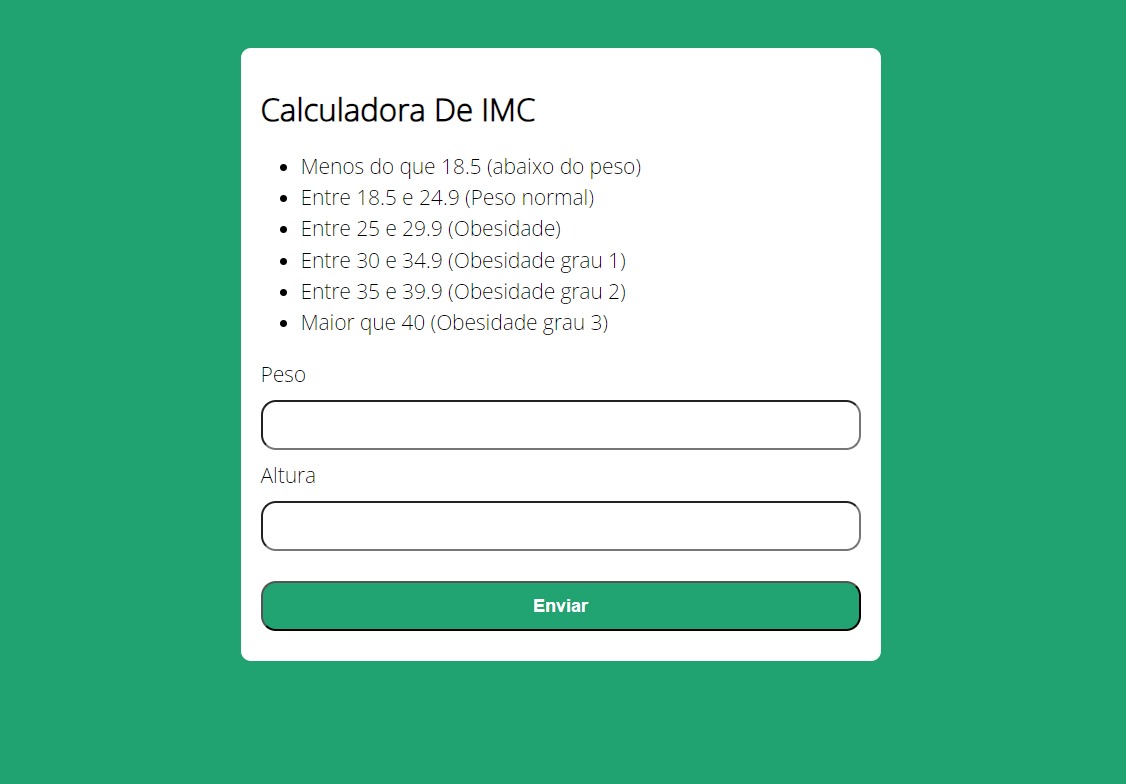 Calculadora De IMC
Menos do que 18.5 (abaixo do peso)
Entre 18.5 e 24.9 (Peso normal)
Entre 25 e 29.9 (Obesidade)
Entre 30 e 34.9 (Obesidade grau 1)
Entre 35 e 39.9 (Obesidade grau 2)
Maior que 40 (Obesidade grau 3)
Peso
Altura
Enviar